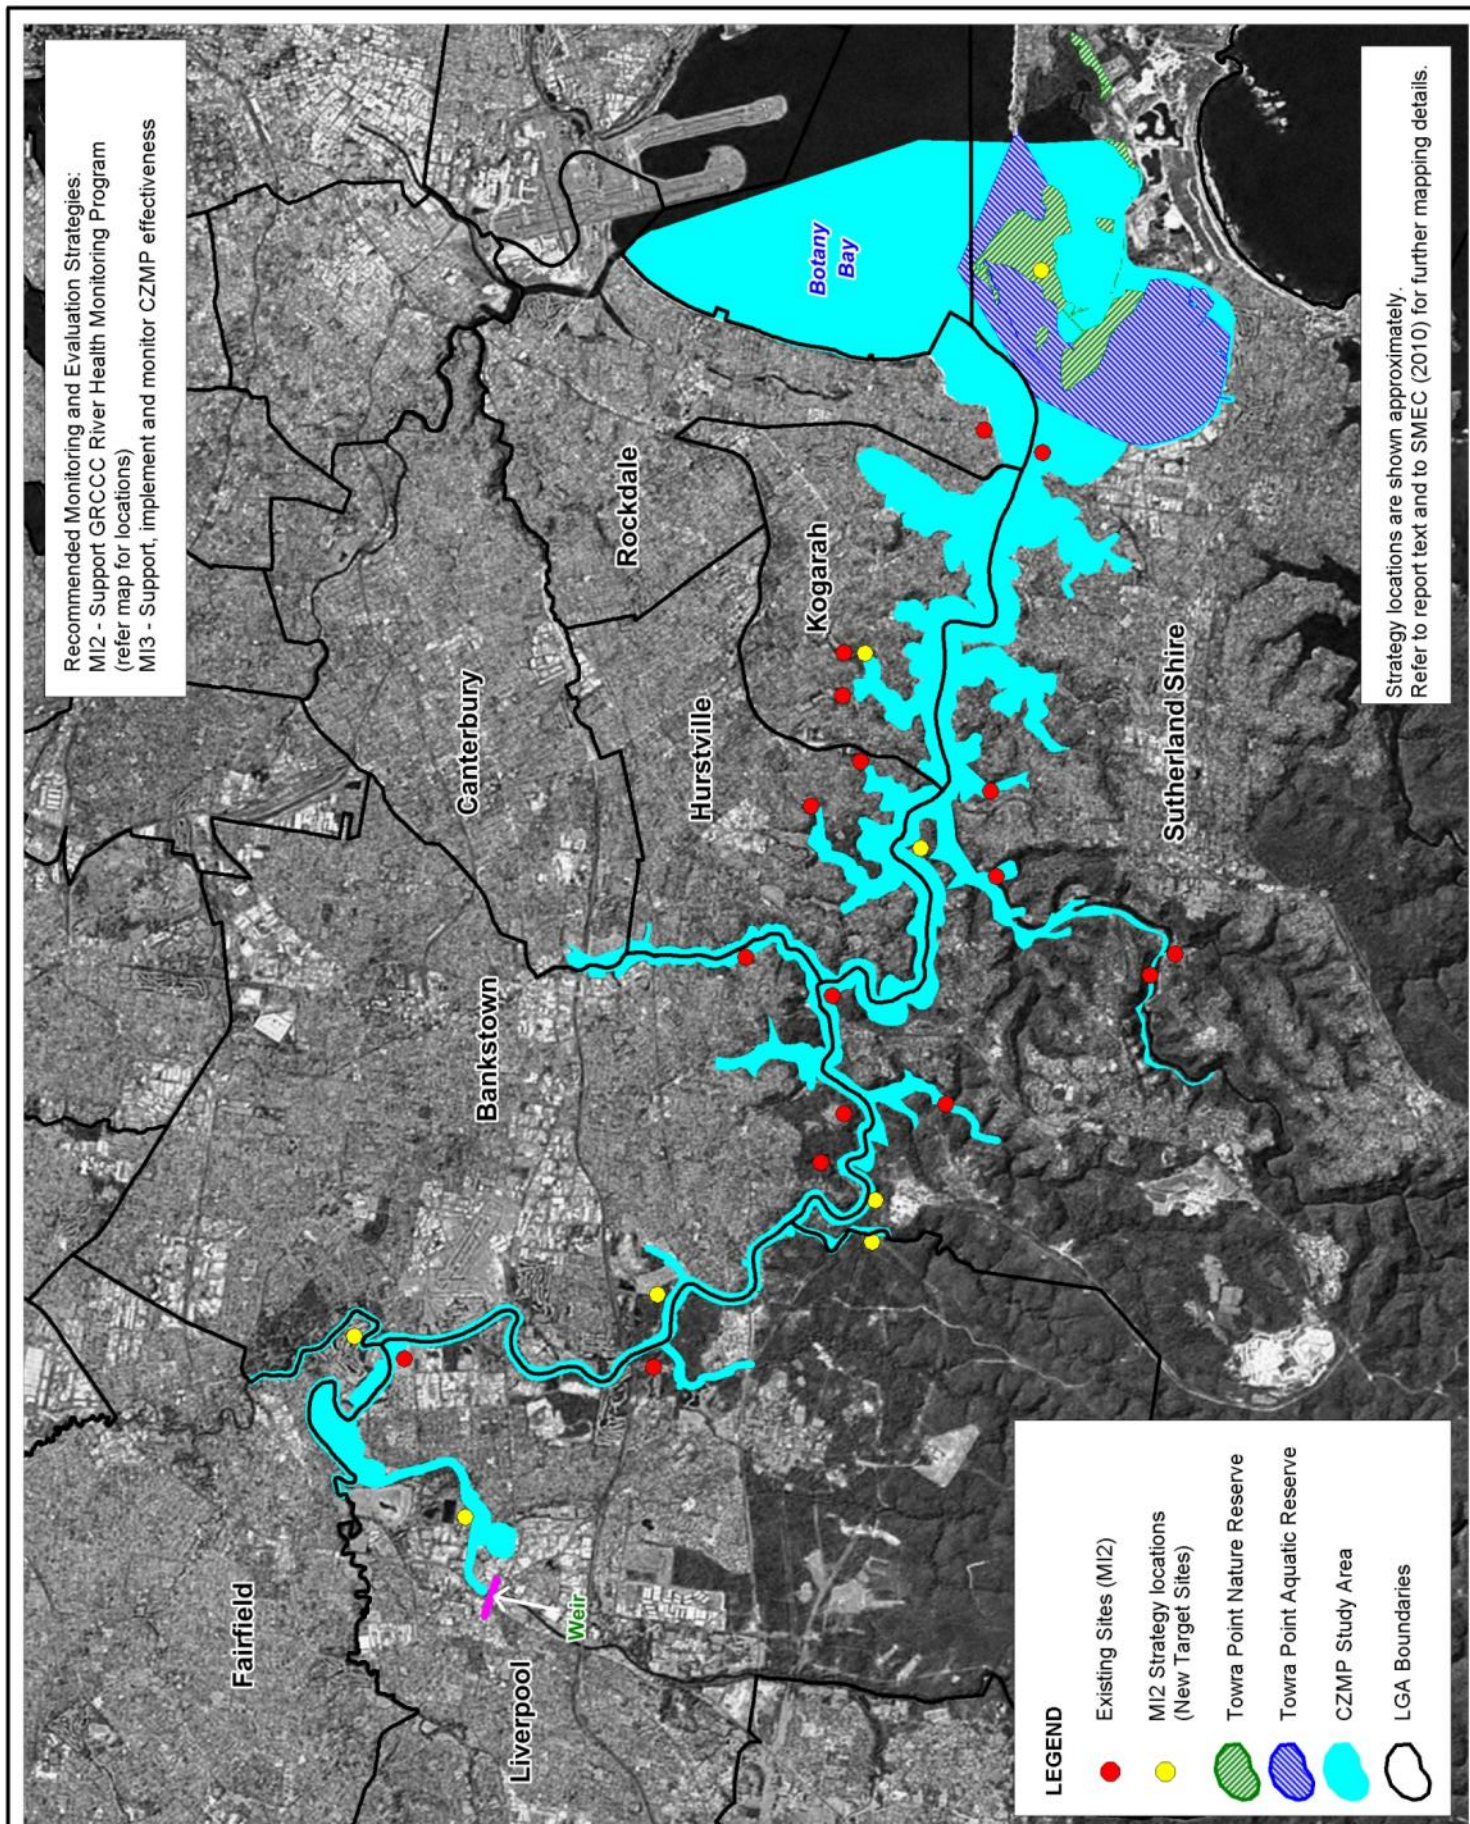 Recommended Monitoring and Evaluation Strategies:
MI2 - Support GRCCC River Health Monitoring Program
(refer map for locations)
MI3 - Support, implement and monitor CZMP effectiveness
Fairfield
Liverpool
Weir
Bankstown
Canterbury
Hurstville
Rockdale
Kogarah
Sutherland Shire
Botany
Bay
LEGEND
Existing Sites (MI2)
MI2 Strategy locations
(New Target Sites)
Towra Point Nature Reserve
Towra Point Aquatic Reserve
CZMP Study Area
LGA Boundaries
Strategy locations are shown approximately.
Refer to report text and to SMEC (2010) for further mapping details.